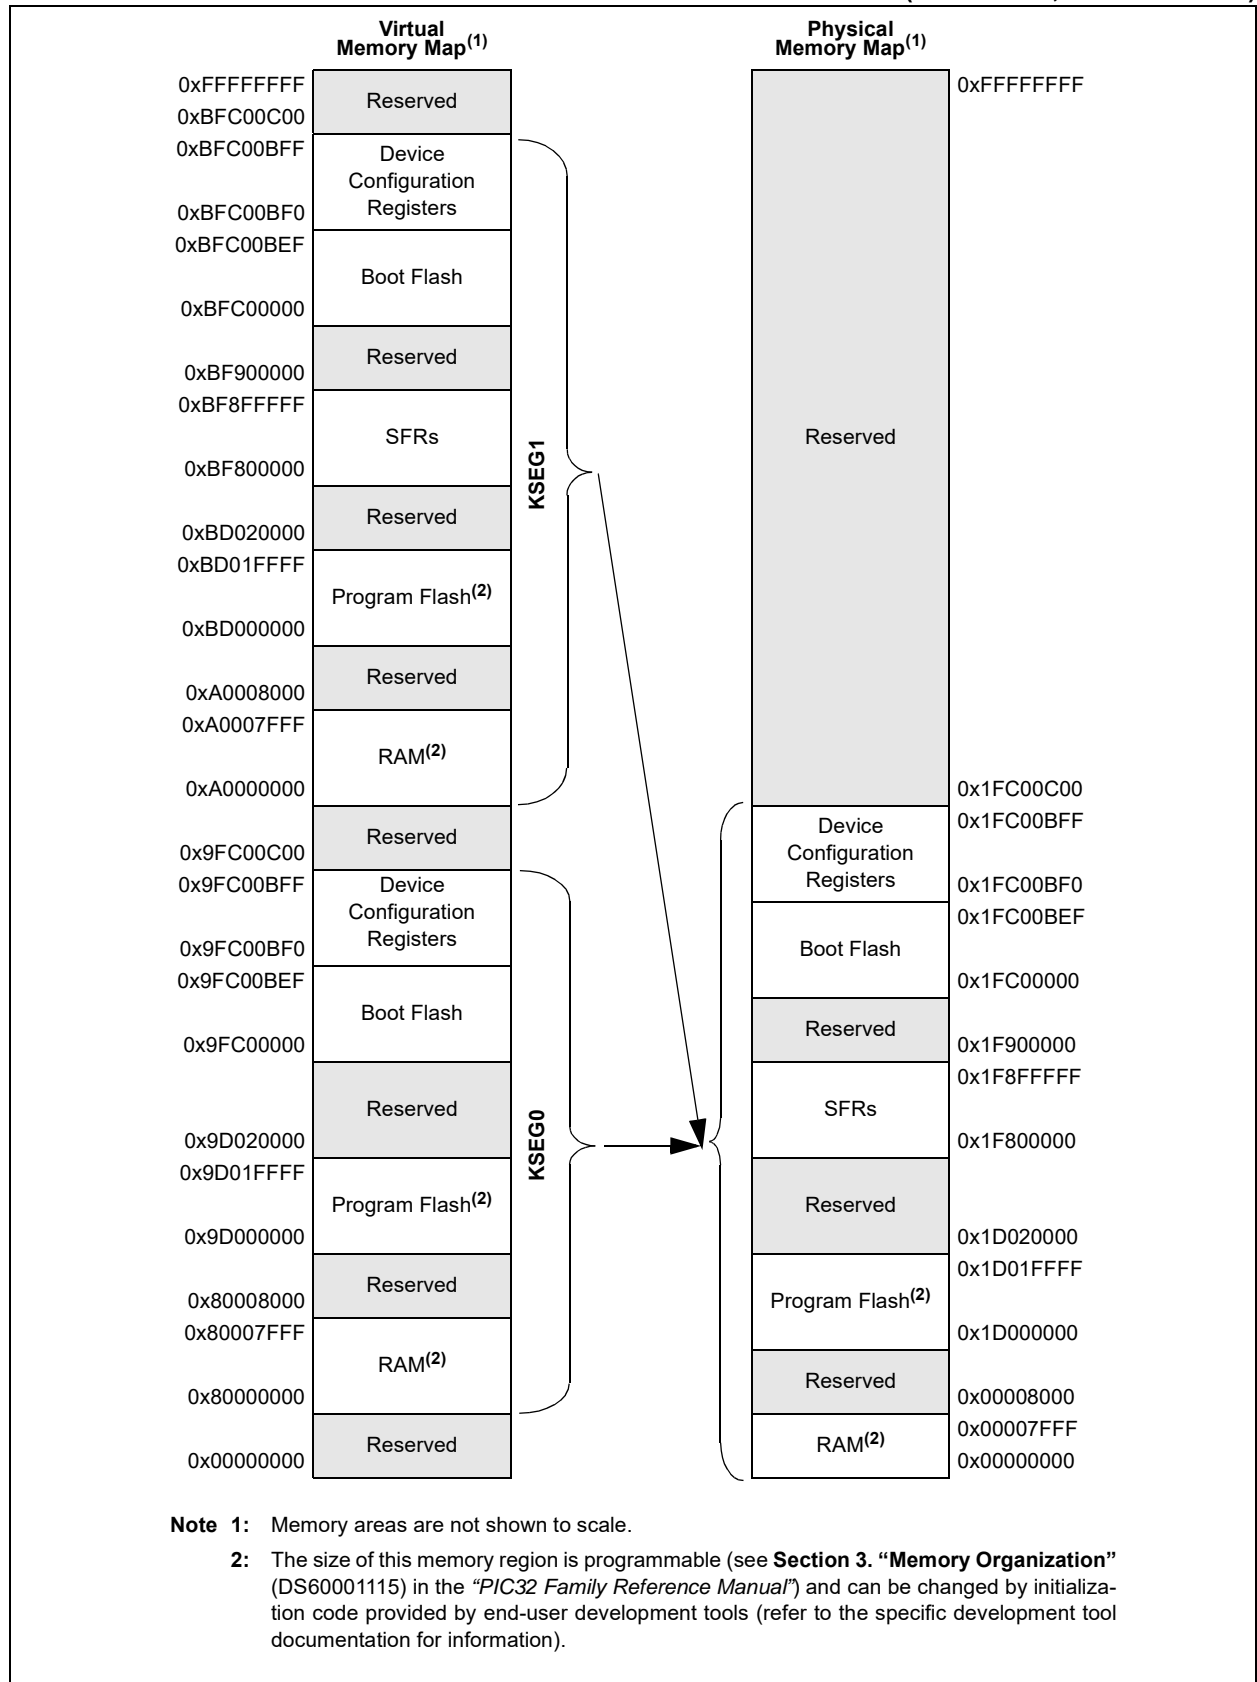 Virtual
Memory Map(1)
0xFFFFFFFF
Reserved
0xBFC00C00
0xBFC00BFF
Device
Configuration
Registers
0xBFC00BF0
0xBFC00BEF
Boot Flash
0xBFC00000
Reserved
0xBF900000
0xBF8FFFFF
SFRs
0xBF800000
Reserved
0xBD020000
0xBD01FFFF
Program Flash(2)
0xBD000000
Reserved
0xA0008000
0xA0007FFF
RAM(2)
0xA0000000
Reserved
0x9FC00C00
0x9FC00BFF
Device
Configuration
Registers
0x9FC00BF0
0x9FC00BEF
Boot Flash
0x9FC00000
Reserved
0x9D020000
0x9D01FFFF
Program Flash(2)
0x9D000000
Reserved
0x80008000
0x80007FFF
RAM(2)
0x80000000
Reserved
0x00000000
KSEG1
KSEG0
Physical
Memory Map(1)
0xFFFFFFFF
Reserved
0x1FC00C00
0x1FC00BFF
Device
Configuration
Registers
0x1FC00BF0
0x1FC00BEF
Boot Flash
0x1FC00000
Reserved
0x1F900000
0x1F8FFFFF
SFRs
0x1F800000
Reserved
0x1D020000
0x1D01FFFF
Program Flash(2)
0x1D000000
Reserved
0x00008000
0x00007FFF
RAM(2)
0x00000000
Note 1: Memory areas are not shown to scale.
2: The size of this memory region is programmable (see Section 3. “Memory Organization”
(DS60001115) in the “PIC32 Family Reference Manual”) and can be changed by initializa-
tion code provided by end-user development tools (refer to the specific development tool
documentation for information).